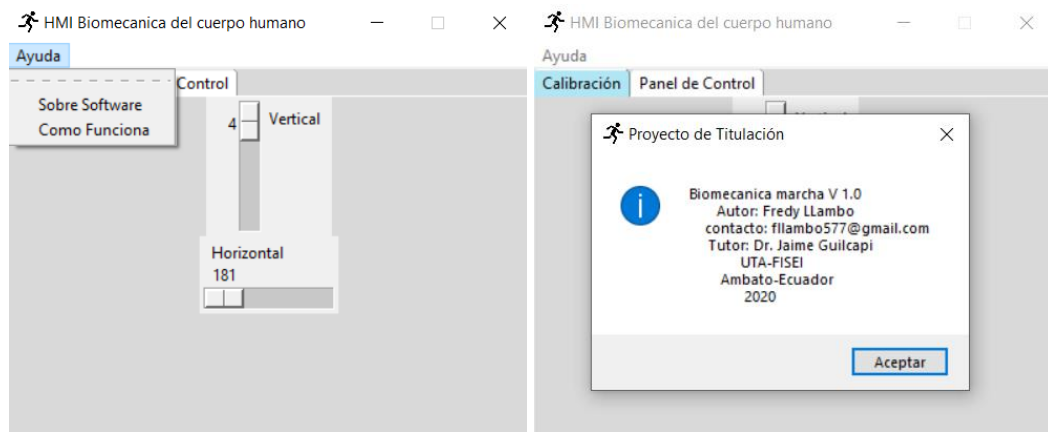 HMI Biomecanica del cuerpo humano
Ayuda
Control
Sobre Software
Como Funciona
4
Vertical
Horizontal
181
HMI Biomecanica del cuerpo humano
Ayuda
Calibración
Panel de Control
Proyecto de Titulación
Biomecanica marcha V 1.0
Autor: Fredy LLambo
contacto: fllambo577@gmail.com
Tutor: Dr. Jaime Guilcapi
UTA-FISEI
Ambato-Ecuador
2020
Aceptar